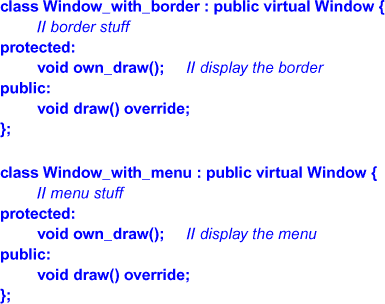 class Window_with_border : public virtual Window {
// border stuff
protected:
void own_draw(); // display the border
public:
void draw() override;
};
class Window_with_menu : public virtual Window {
// menu stuff
protected:
void own_draw(); // display the menu
public:
void draw() override;
};